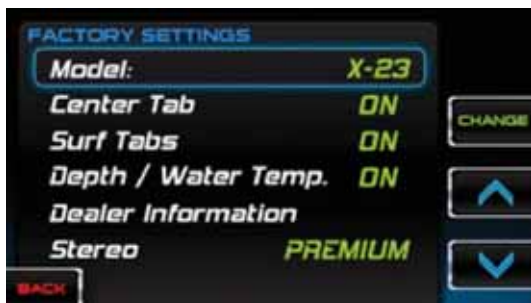 FACTORY SETTINGS
Model: X-23
Center Tab ON
Surf Tabs ON
Depth / Water Temp. ON
Dealer Information
Stereo PREMIUM
CHANGE
BACK